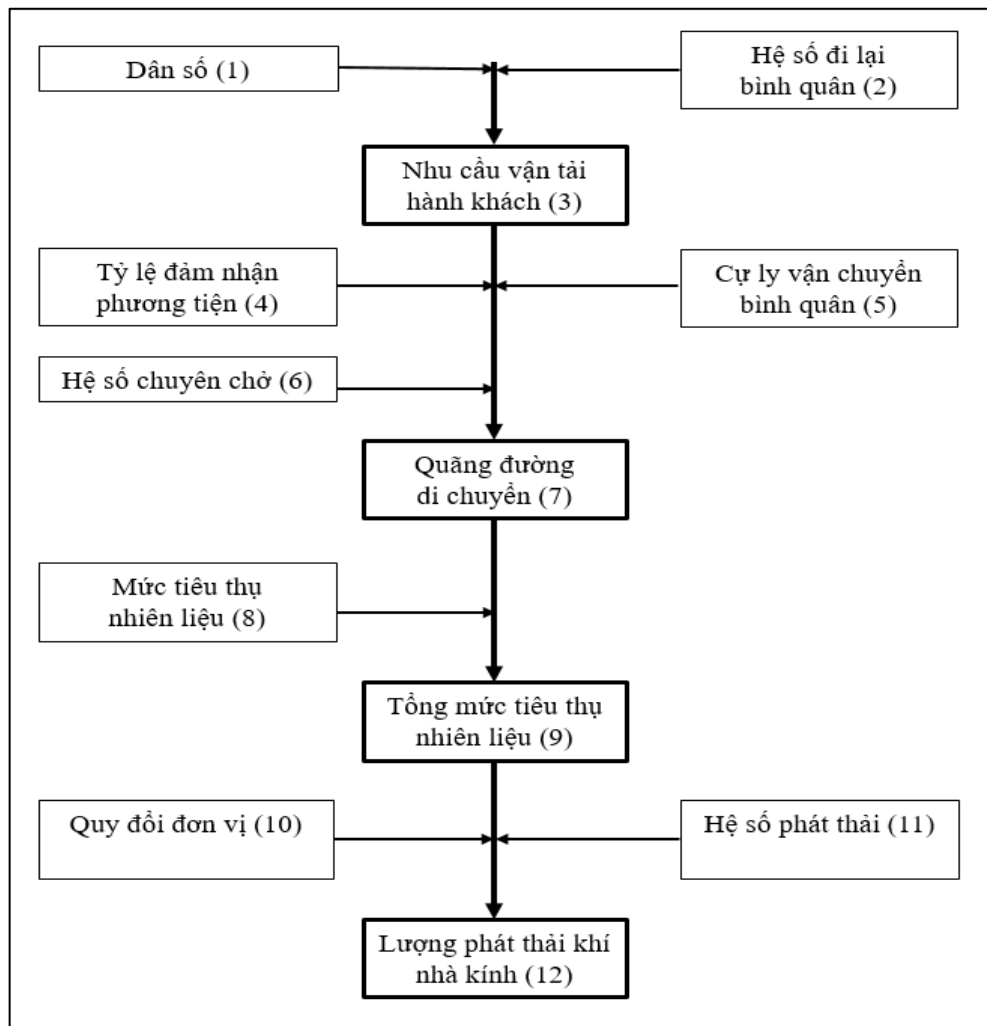 Dân số (1)
Hệ số đi lại
bình quân (2)
Nhu cầu vận tải
hành khách (3)
Tỷ lệ đảm nhận
phương tiện (4)
Cự ly vận chuyển
bình quân (5)
Hệ số chuyên chở (6)
Quãng đường
di chuyển (7)
Mức tiêu thụ
nhiên liệu (8)
Tổng mức tiêu thụ
nhiên liệu (9)
Quy đổi đơn vị (10)
Hệ số phát thải (11)
Lượng phát thải khí
nhà kính (12)